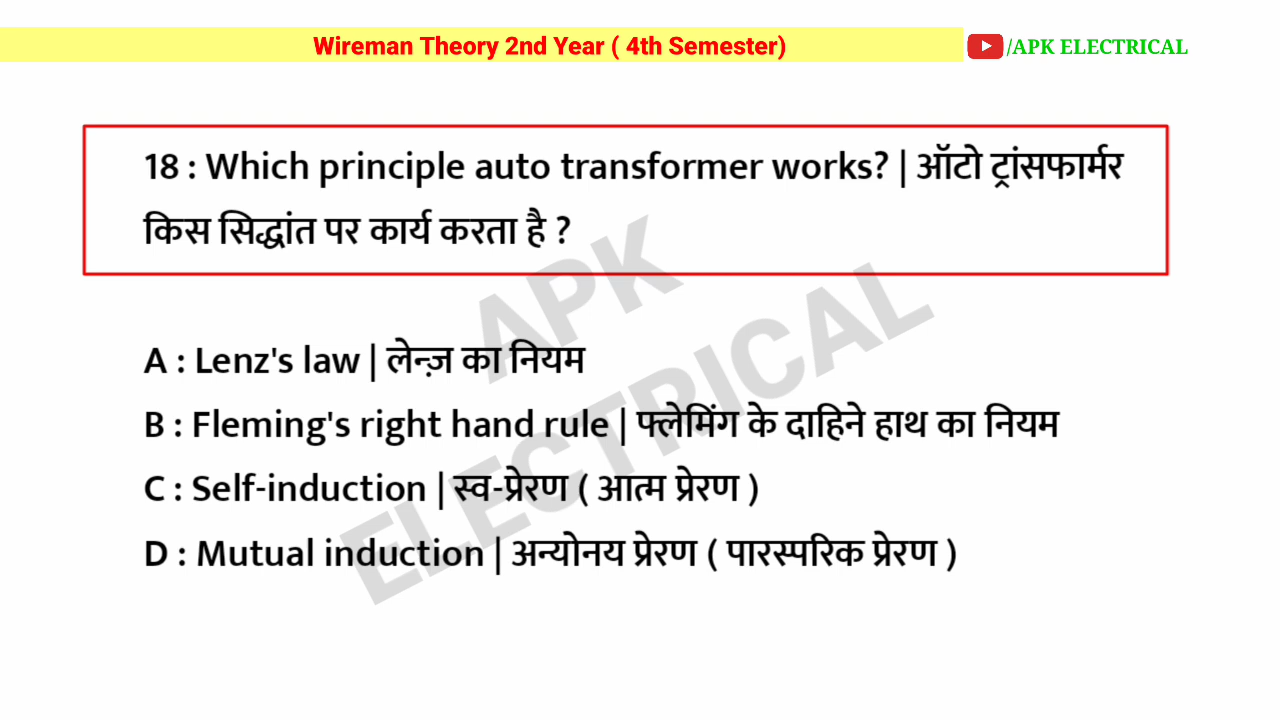 Wireman Theory 2nd Year ( 4th Semester)
/APK ELECTRICAL
18 : Which principle auto transformer works? | ऑटो ट्रांसफार्मर
किस सिद्धांत पर कार्य करता है ?
A : Lenz's law | लेन्ज़ का नियम
B : Fleming's right hand rule | फ्लेमिंग के दाहिने हाथ का नियम
C : Self-induction | स्व-प्रेरण ( आत्म प्रेरण )
D : Mutual induction | अन्योनय प्रेरण ( पारस्परिक प्रेरण )
APK
ELECTRICAL